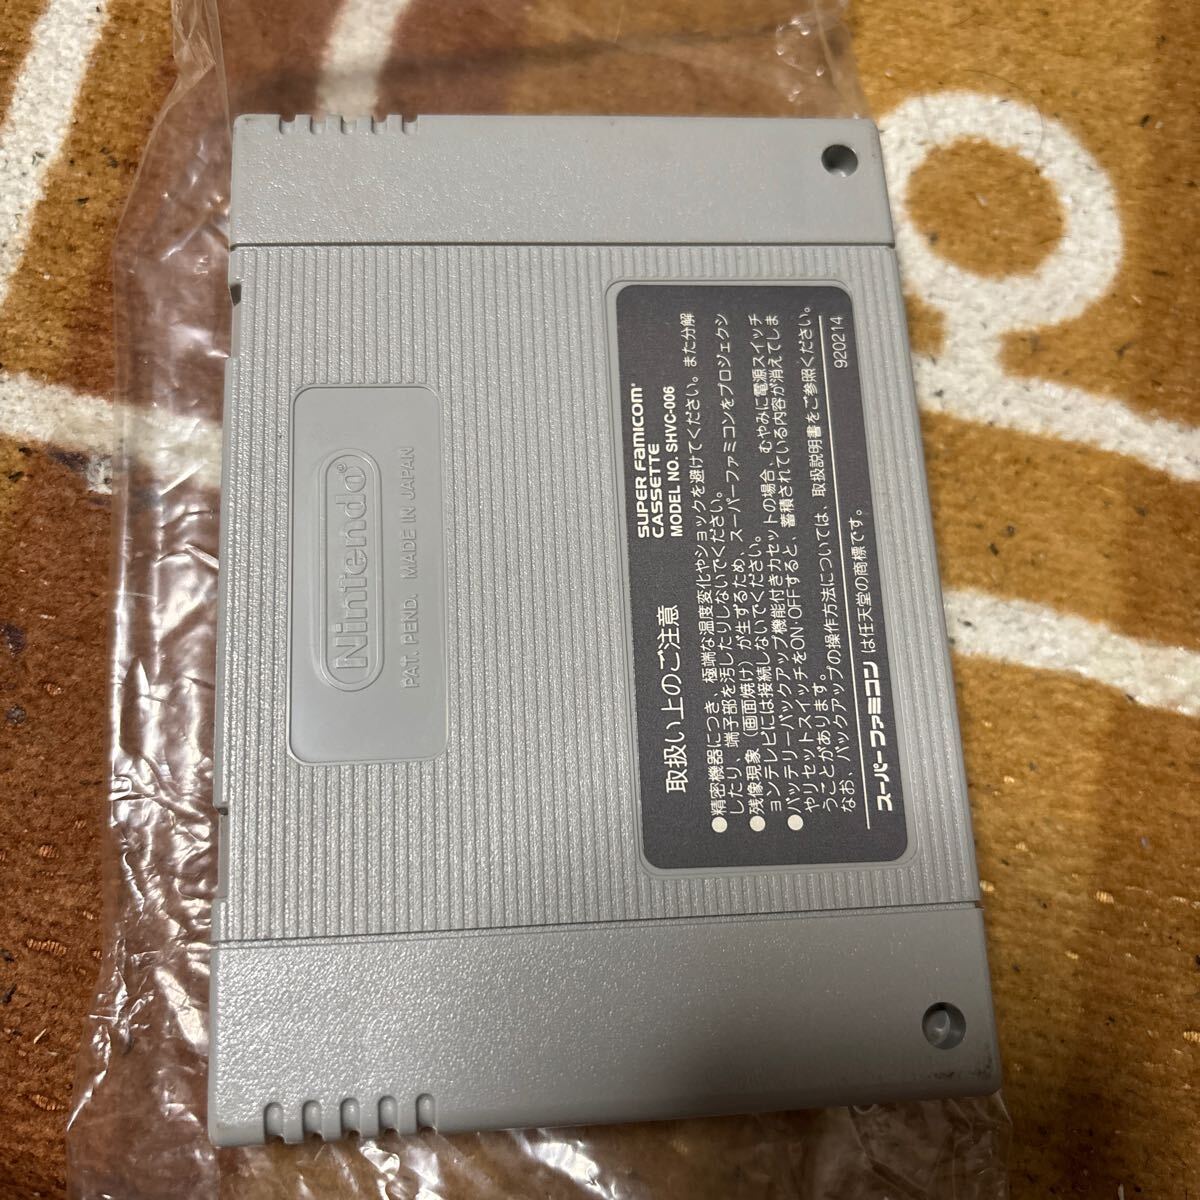 Nintendo®
PAT. PEND. MADE IN JAPAN
SUPER FAMICOM®
CASSETTE
MODEL NO. SHVC-006
取扱い上のご注意
●精密機器につき、極端な温度変化やショックを避けてください。また分解
したり、端子部を汚したりしないでください。
●残像現象(画面焼け)が生ずるため、スーパーファミコンをプロジェクシ
ョンテレビには接続しないでください。
●バッテリーバックアップ機能付きカセットの場合、むやみに電源スイッチ
やリセットスイッチをON・OFFすると、蓄積されている内容が消えてしま
うことがあります。
なお、バックアップの操作方法については、取扱説明書をご参照ください。
スーパーファミコンは任天堂の商標です。
920214